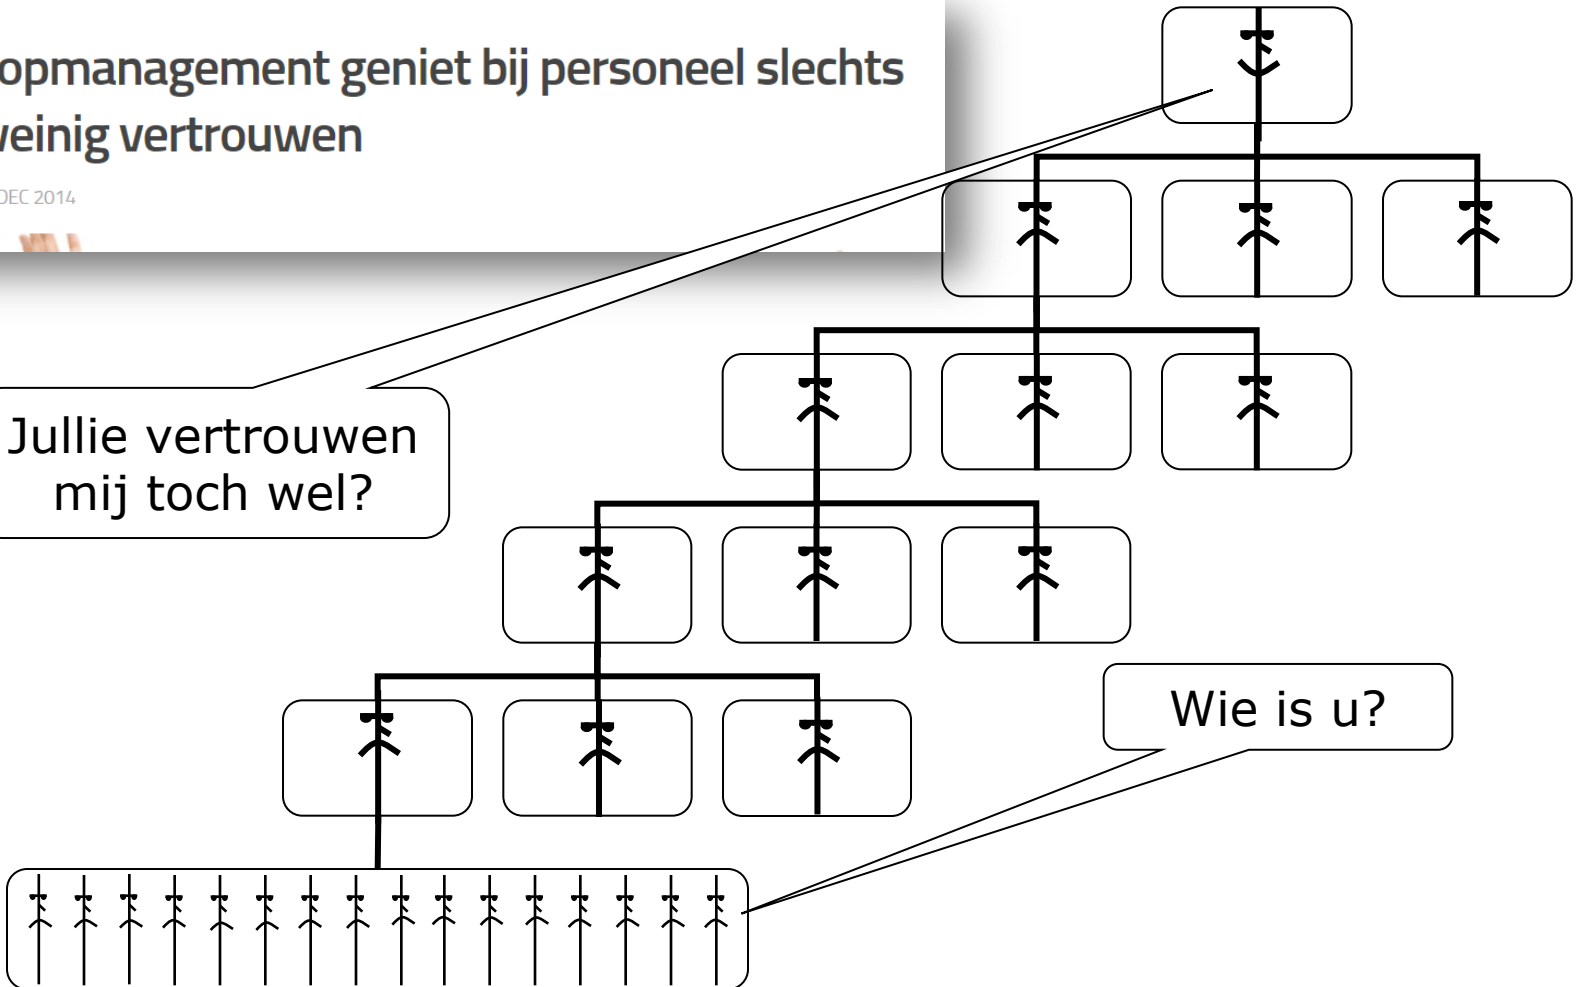 opmanagement geniet bij personeel slechts
weinig vertrouwen
DEC 2014
Jullie vertrouwen
mij toch wel?
Wie is u?